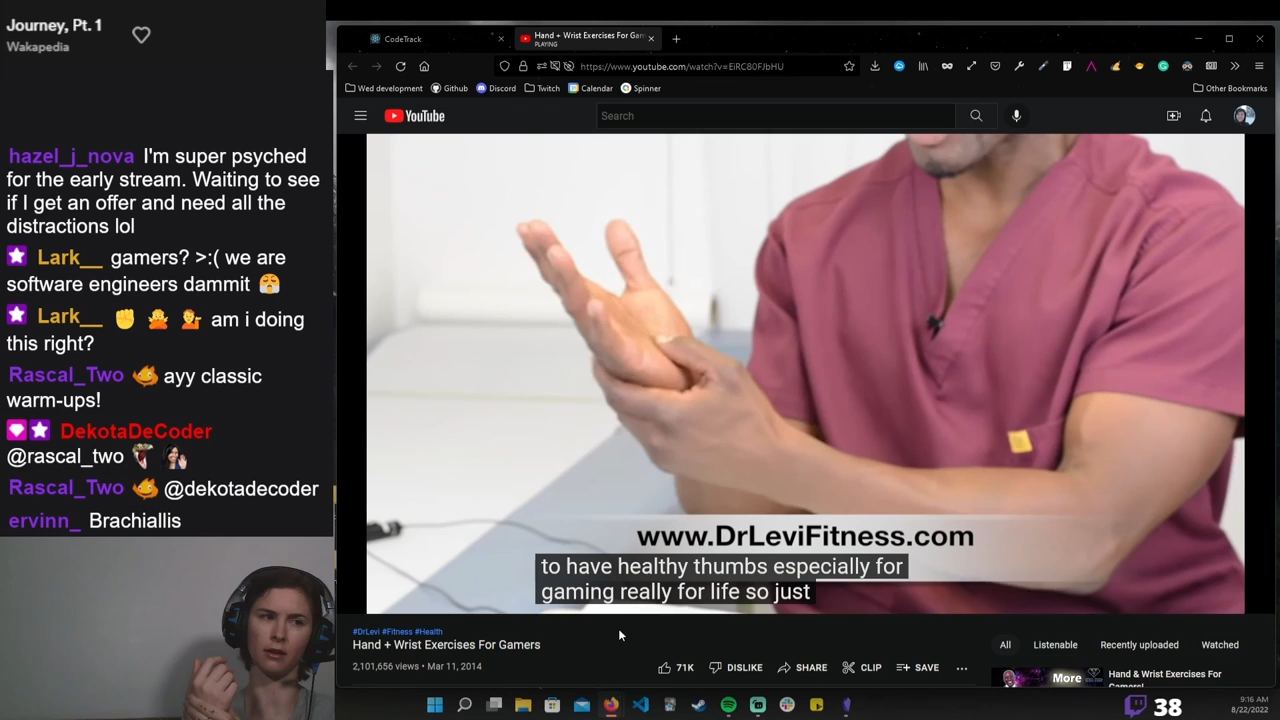 Journey, Pt. 1
Wakapedia
hazel_j_nova I'm super psyched
for the early stream. Waiting to see
if I get an offer and need all the
distractions lol
Lark__ gamers? >:( we are
software engineers dammit
Lark__ am i doing
this right?
Rascal_Two ayy classic
warm-ups!
DekotaDeCoder
@rascal_two
Rascal_Two @dekotadecoder
ervinn_ Brachiallis
CodeTrack
Hand + Wrist Exercises For Gam
PLAYING
https://www.youtube.com/watch?v=EiRC80FJbHU
Wed development Github Discord Twitch Calendar Spinner Other Bookmarks
YouTube
Search
www.DrLeviFitness.com
to have healthy thumbs especially for
gaming really for life so just
#DrLevi #Fitness #Health
Hand + Wrist Exercises For Gamers
2,101,656 views • Mar 11, 2014
71K DISLIKE SHARE CLIP SAVE
All Listenable Recently uploaded Watched
More
Hand & Wrist Exercises For
Gamers!
38
9:16 AM
8/22/2022